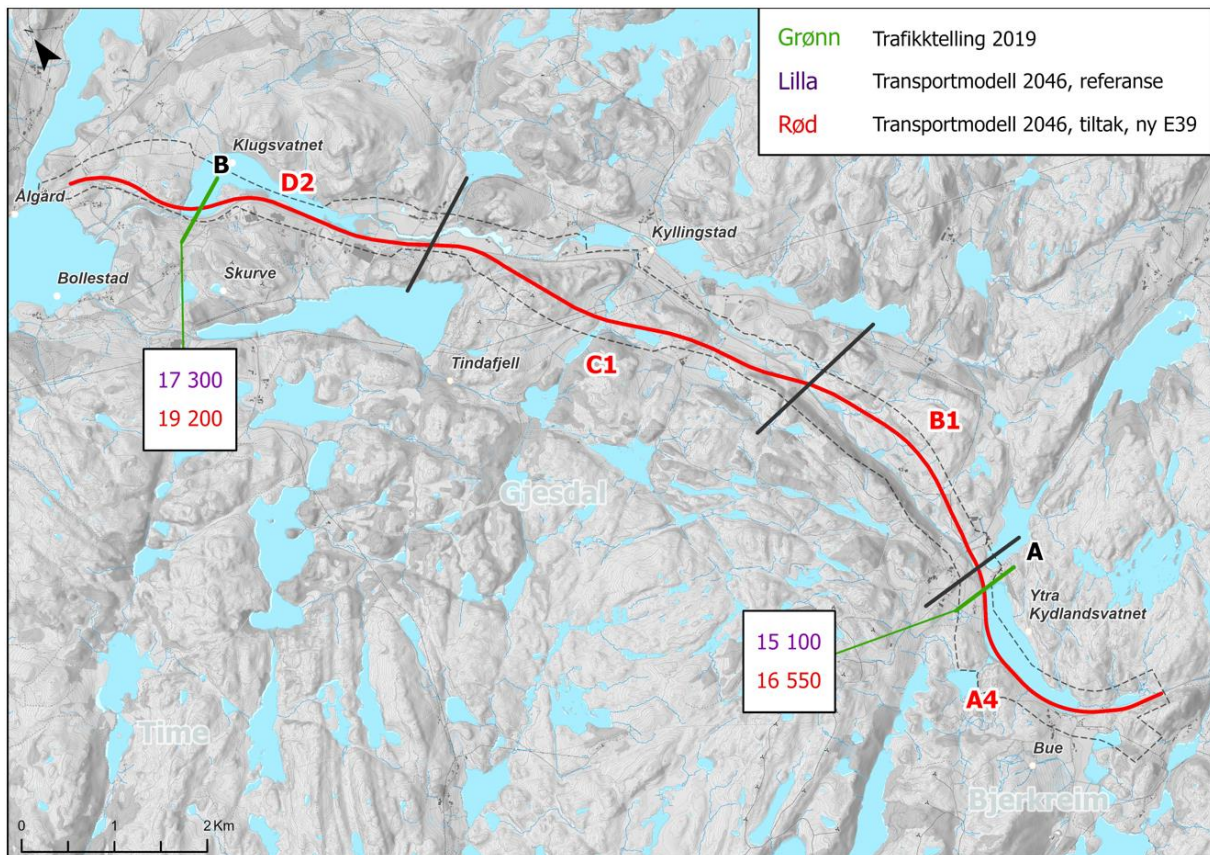 Grønn Trafikktelling 2019
Lilla Transportmodell 2046, referanse
Rød Transportmodell 2046, tiltak, ny E39
Klugsvatnet
B
D2
Ålgård
Kyllingstad
Bollestad
Skurve
Tindafjell
C1
17 300
19 200
B1
Gjesdal
A
Ytra
Kydlandsvatnet
15 100
16 550
A4
Time
Bue
Bjerkreim
0 1 2 Km